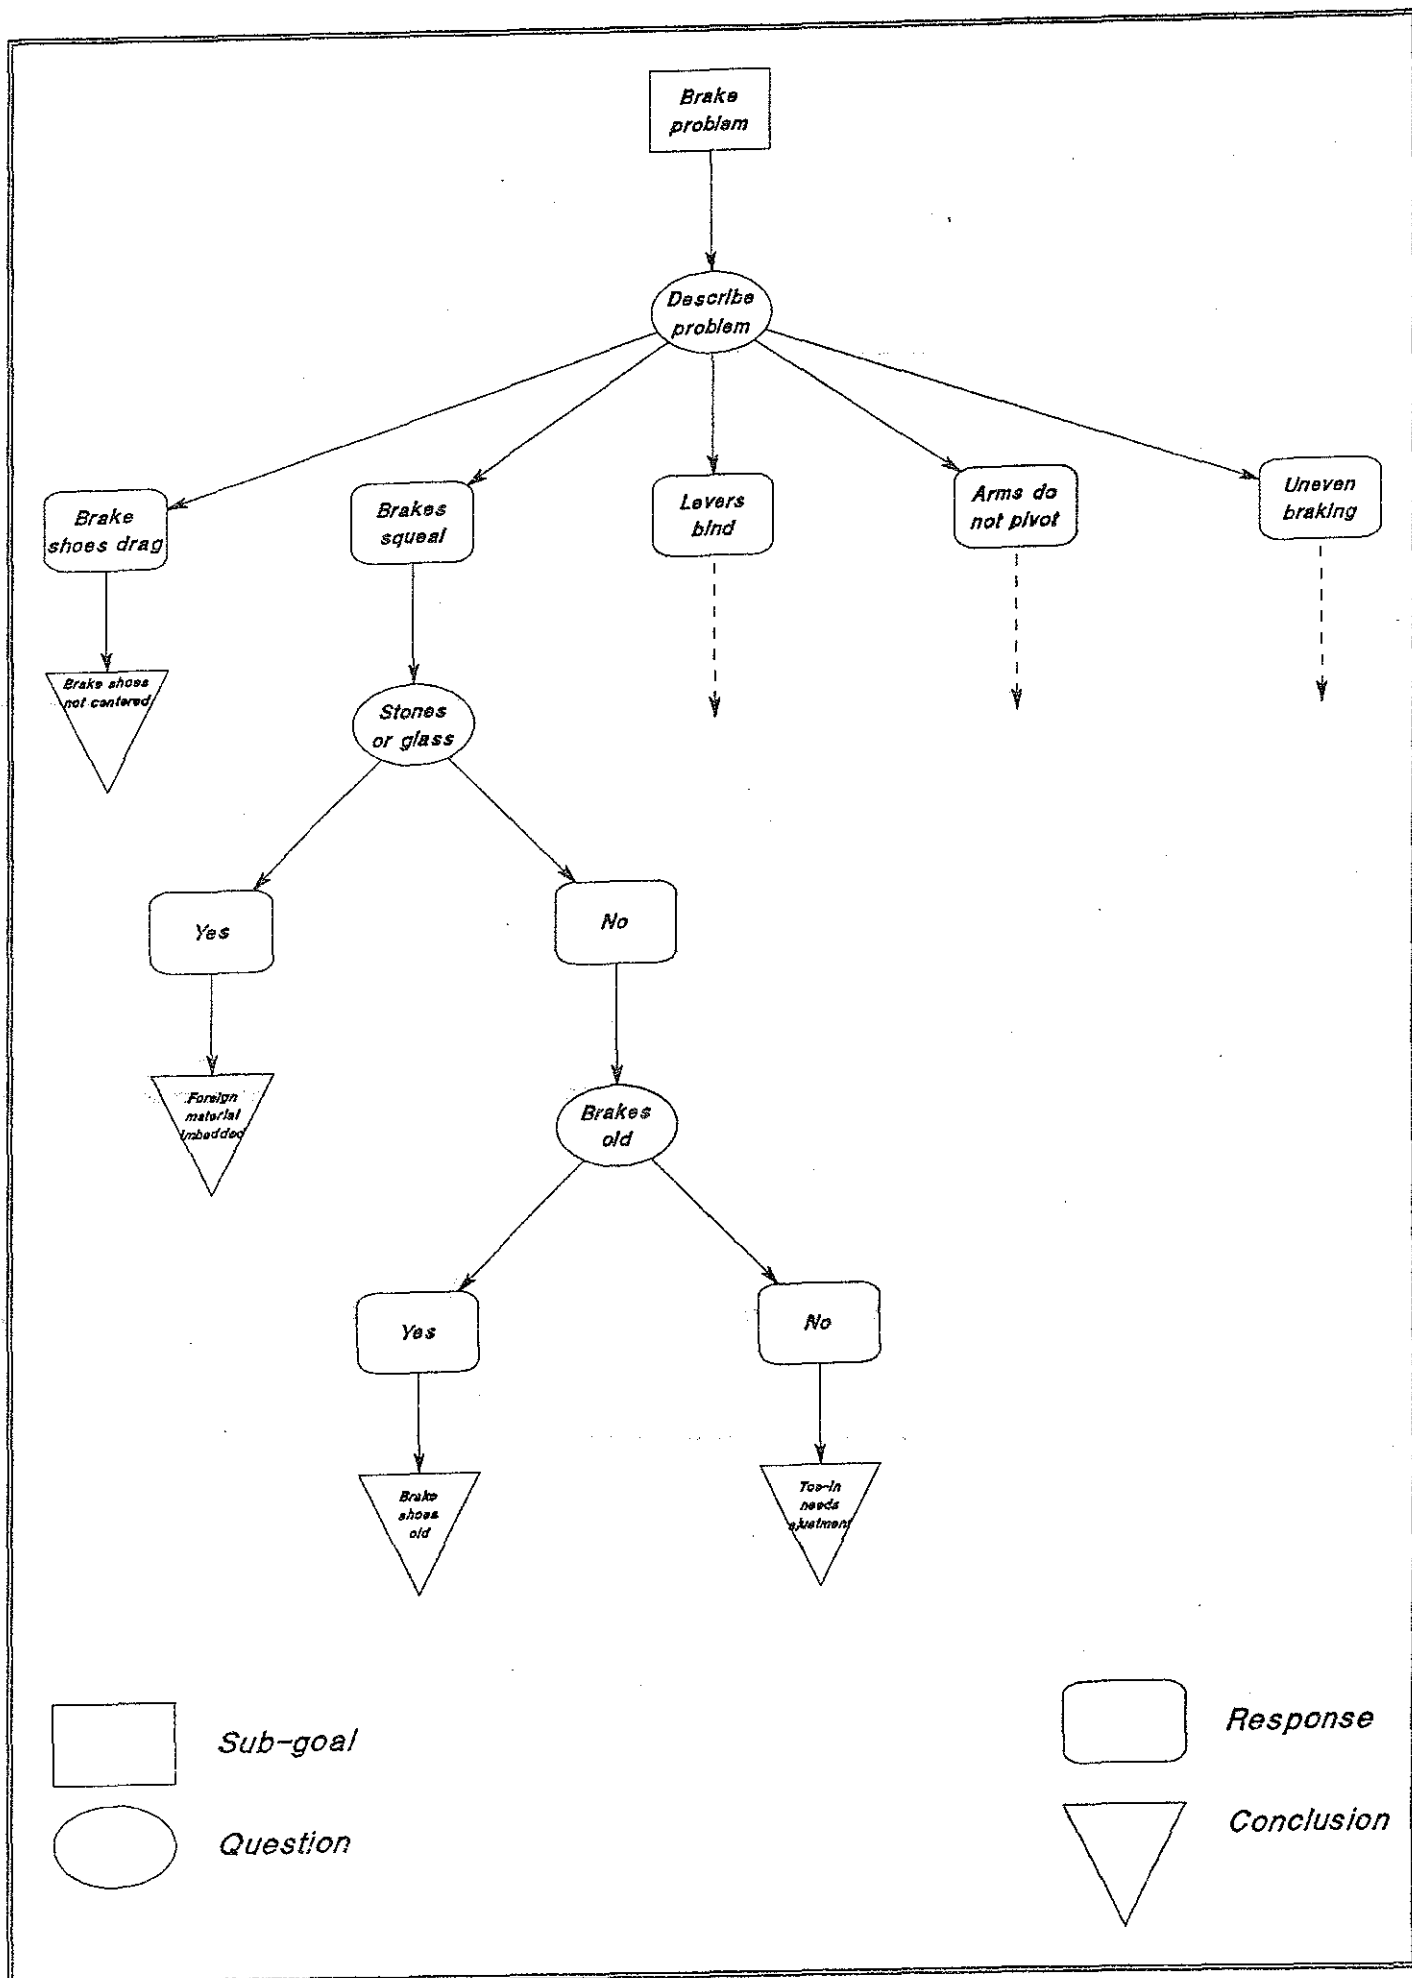 Brake
problem
Describe
problem
Brake
shoes drag
Brakes
squeal
Levers
bind
Arms do
not pivot
Uneven
braking
Brake shoes
not centered
Stones
or glass
Yes
No
Foreign
material
imbedded
Brakes
old
Yes
No
Brake
shoes
old
Toe-in
needs
ajustment
Sub-goal
Question
Response
Conclusion